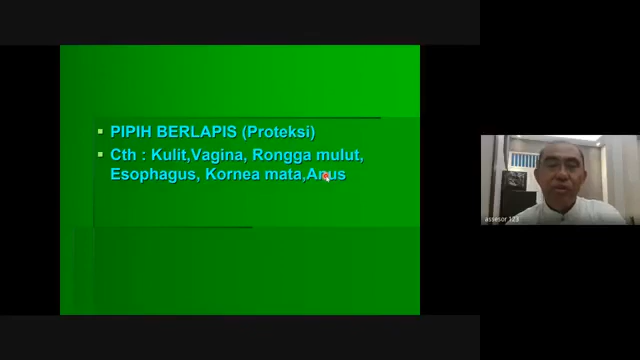 PIPIH BERLAPIS (Proteksi)
Cth : Kulit,Vagina, Rongga mulut,
Esophagus, Kornea mata,Anus
assesor 123